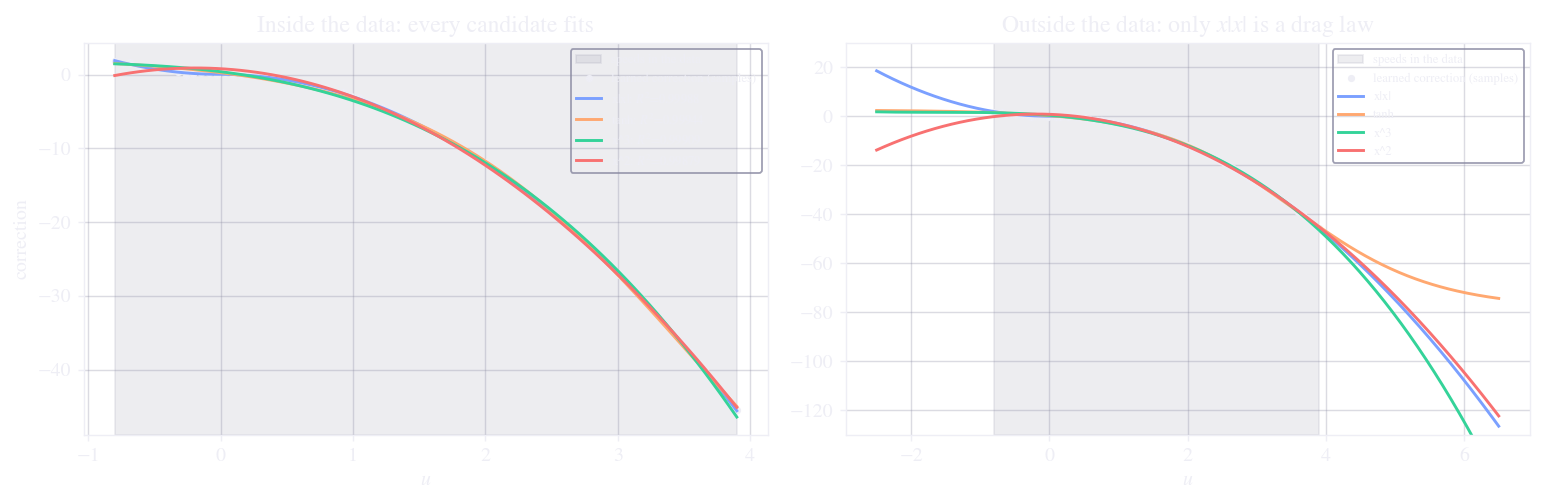 Inside the data: every candidate fits
correction
0
−10
−20
−30
−40
−1
0
1
2
3
4
u
Outside the data: only x|x| is a drag law
speeds in the data
learned correction (samples)
x|x|
tanh
x^3
x^2
20
0
−20
−40
−60
−80
−100
−120
−2
0
2
4
6
u